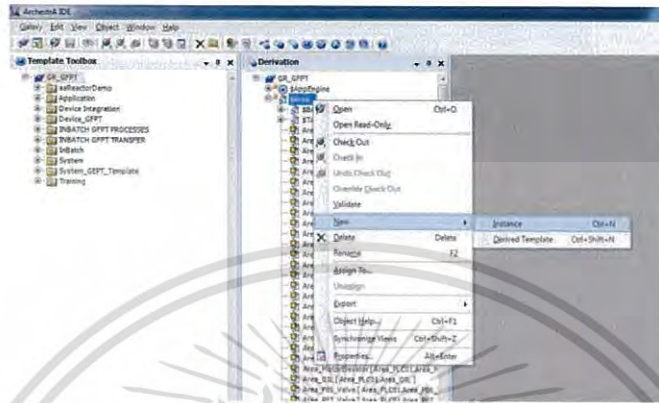 ArchestrA IDE
Galaxy Edit View Object Window Help
Template Toolbox
GR_GFPT
aaReactorDemo
Application
Device Integration
Device_GFPT
INBATCH GFPT PROCESSES
INBATCH GFPT TRANSFER
InBatch
System
System_GFPT_Template
Training
Derivation
GR_GFPT
$AppEngine
$Area
Open Ctrl+O
Open Read-Only
Check Out
Check In
Undo Check Out
Override Check Out
Validate
New
Instance Ctrl+N
Derived Template Ctrl+Shift+N
Delete Delete
Rename F2
Assign To...
Unassign
Export
Object Help... Ctrl+F1
Synchronize Views Ctrl+Shift+Z
Properties... Alt+Enter